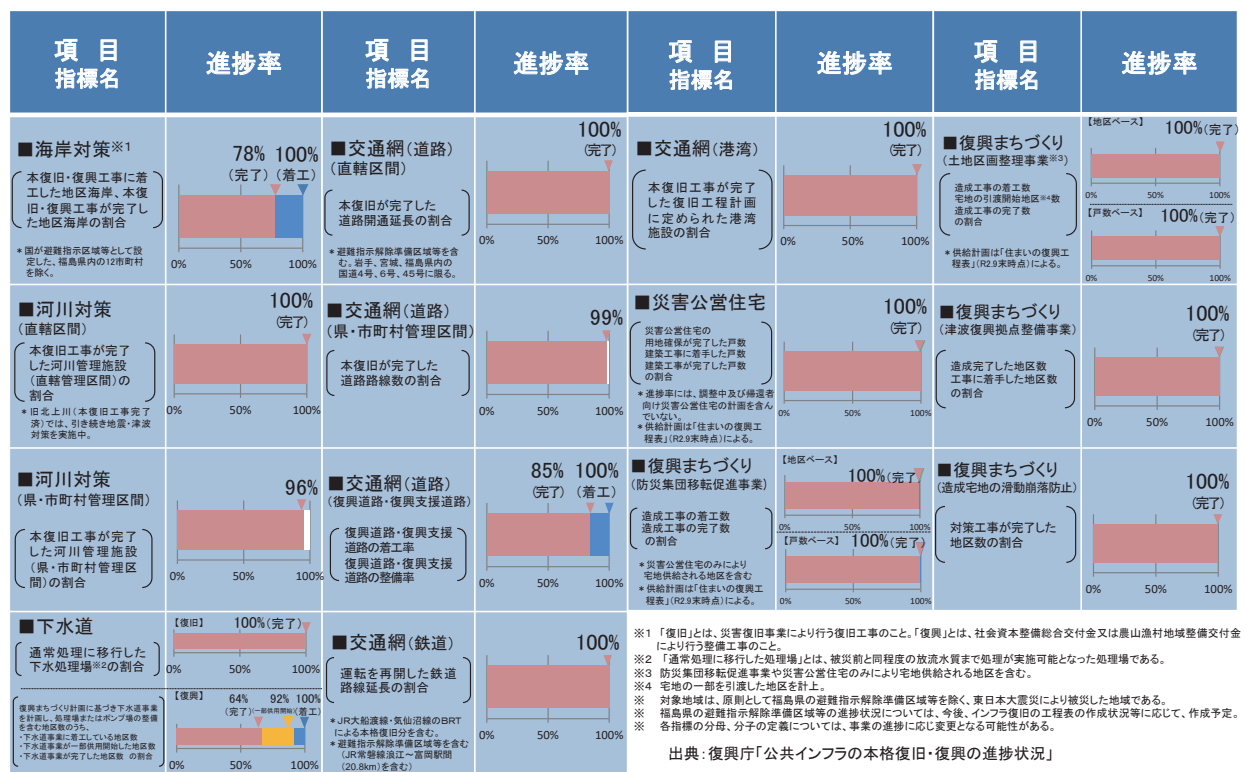 項　目
指標名
進捗率
項　目
指標名
進捗率
項　目
指標名
進捗率
項　目
指標名
進捗率
■海岸対策※1
本復旧・復興工事に着
工した地区海岸、本復
旧・復興工事が完了し
た地区海岸の割合
＊国が避難指示区域等として設
定した、福島県内の12市町村
を除く。
78%　100%
(完了)　(着工)
0%　50%　100%
■交通網(道路)
(直轄区間)
本復旧が完了した
道路開通延長の割合
＊避難指示解除準備区域等を含
む。岩手、宮城、福島県内の
国道4号、6号、45号に限る。
100%
(完了)
0%　50%　100%
■交通網(港湾)
本復旧工事が完了
した復旧工程計画
に定められた港湾
施設の割合
100%
(完了)
0%　50%　100%
■復興まちづくり
(土地区画整理事業※3)
造成工事の着工数
宅地の引渡開始地区※4数
造成工事の完了数
の割合
＊供給計画は「住まいの復興工
程表」(R2.9末時点)による。
【地区ベース】　100%(完了)
0%　50%　100%
【戸数ベース】　100%(完了)
0%　50%　100%
■河川対策
(直轄区間)
本復旧工事が完了
した河川管理施設
(直轄管理区間)の
割合
＊旧北上川(本復旧工事完了
済)では、引き続き地震・津波
対策を実施中。
100%
(完了)
0%　50%　100%
■交通網(道路)
(県・市町村管理区間)
本復旧が完了した
道路路線数の割合
99%
0%　50%　100%
■災害公営住宅
災害公営住宅の
用地確保が完了した戸数
建築工事に着手した戸数
建築工事が完了した戸数
の割合
＊進捗率には、調整中及び帰還者
向け災害公営住宅の計画を含ん
でいない。
＊供給計画は「住まいの復興工
程表」(R2.9末時点)による。
100%
(完了)
0%　50%　100%
■復興まちづくり
(津波復興拠点整備事業)
造成完了した地区数
工事に着手した地区数
の割合
100%
(完了)
0%　50%　100%
■河川対策
(県・市町村管理区間)
本復旧工事が完了
した河川管理施設
(県・市町村管理区
間)の割合
96%
0%　50%　100%
■交通網(道路)
(復興道路・復興支援道路)
復興道路・復興支援
道路の着工率
復興道路・復興支援
道路の整備率
85%　100%
(完了)　(着工)
0%　50%　100%
■復興まちづくり
(防災集団移転促進事業)
造成工事の着工数
造成工事の完了数
の割合
＊災害公営住宅のみにより
宅地供給される地区を含む
＊供給計画は「住まいの復興工
程表」(R2.9末時点)による。
【地区ベース】
100%(完了)
0%　50%　100%
【戸数ベース】　100%(完了)
0%　50%　100%
■復興まちづくり
(造成宅地の滑動崩落防止)
対策工事が完了した
地区数の割合
100%
(完了)
0%　50%　100%
■下水道
通常処理に移行した
下水処理場※2の割合
【復旧】　100%(完了)
0%　50%　100%
復興まちづくり計画に基づき下水道事業
を計画し、処理場またはポンプ場の整備
を含む地区数のうち、
・下水道事業に着工している地区数
・下水道事業が一部供用開始した地区数
・下水道事業が完了した地区数　の割合
【復興】　64%　92%　100%
(完了)(一部供用開始)(着工)
0%　50%　100%
■交通網(鉄道)
運転を再開した鉄道
路線延長の割合
＊JR大船渡線・気仙沼線のBRT
による本格復旧分を含む。
＊避難指示解除準備区域等を含む
(JR常磐線浪江～富岡駅間
(20.8km)を含む)
100%
0%　50%　100%
※1　「復旧」とは、災害復旧事業により行う復旧工事のこと。「復興」とは、社会資本整備総合交付金又は農山漁村地域整備交付金
により行う整備工事のこと。
※2　「通常処理に移行した処理場」とは、被災前と同程度の放流水質まで処理が実施可能となった処理場である。
※3　防災集団移転促進事業や災害公営住宅のみにより宅地供給される地区を含む。
※4　宅地の一部を引渡した地区を計上。
※　対象地域は、原則として福島県の避難指示解除準備区域等を除く、東日本大震災により被災した地域である。
※　福島県の避難指示解除準備区域等の進捗状況については、今後、インフラ復旧の工程表の作成状況等に応じて、作成予定。
※　各指標の分母、分子の定義については、事業の進捗に応じ変更となる可能性がある。
出典：復興庁「公共インフラの本格復旧・復興の進捗状況」